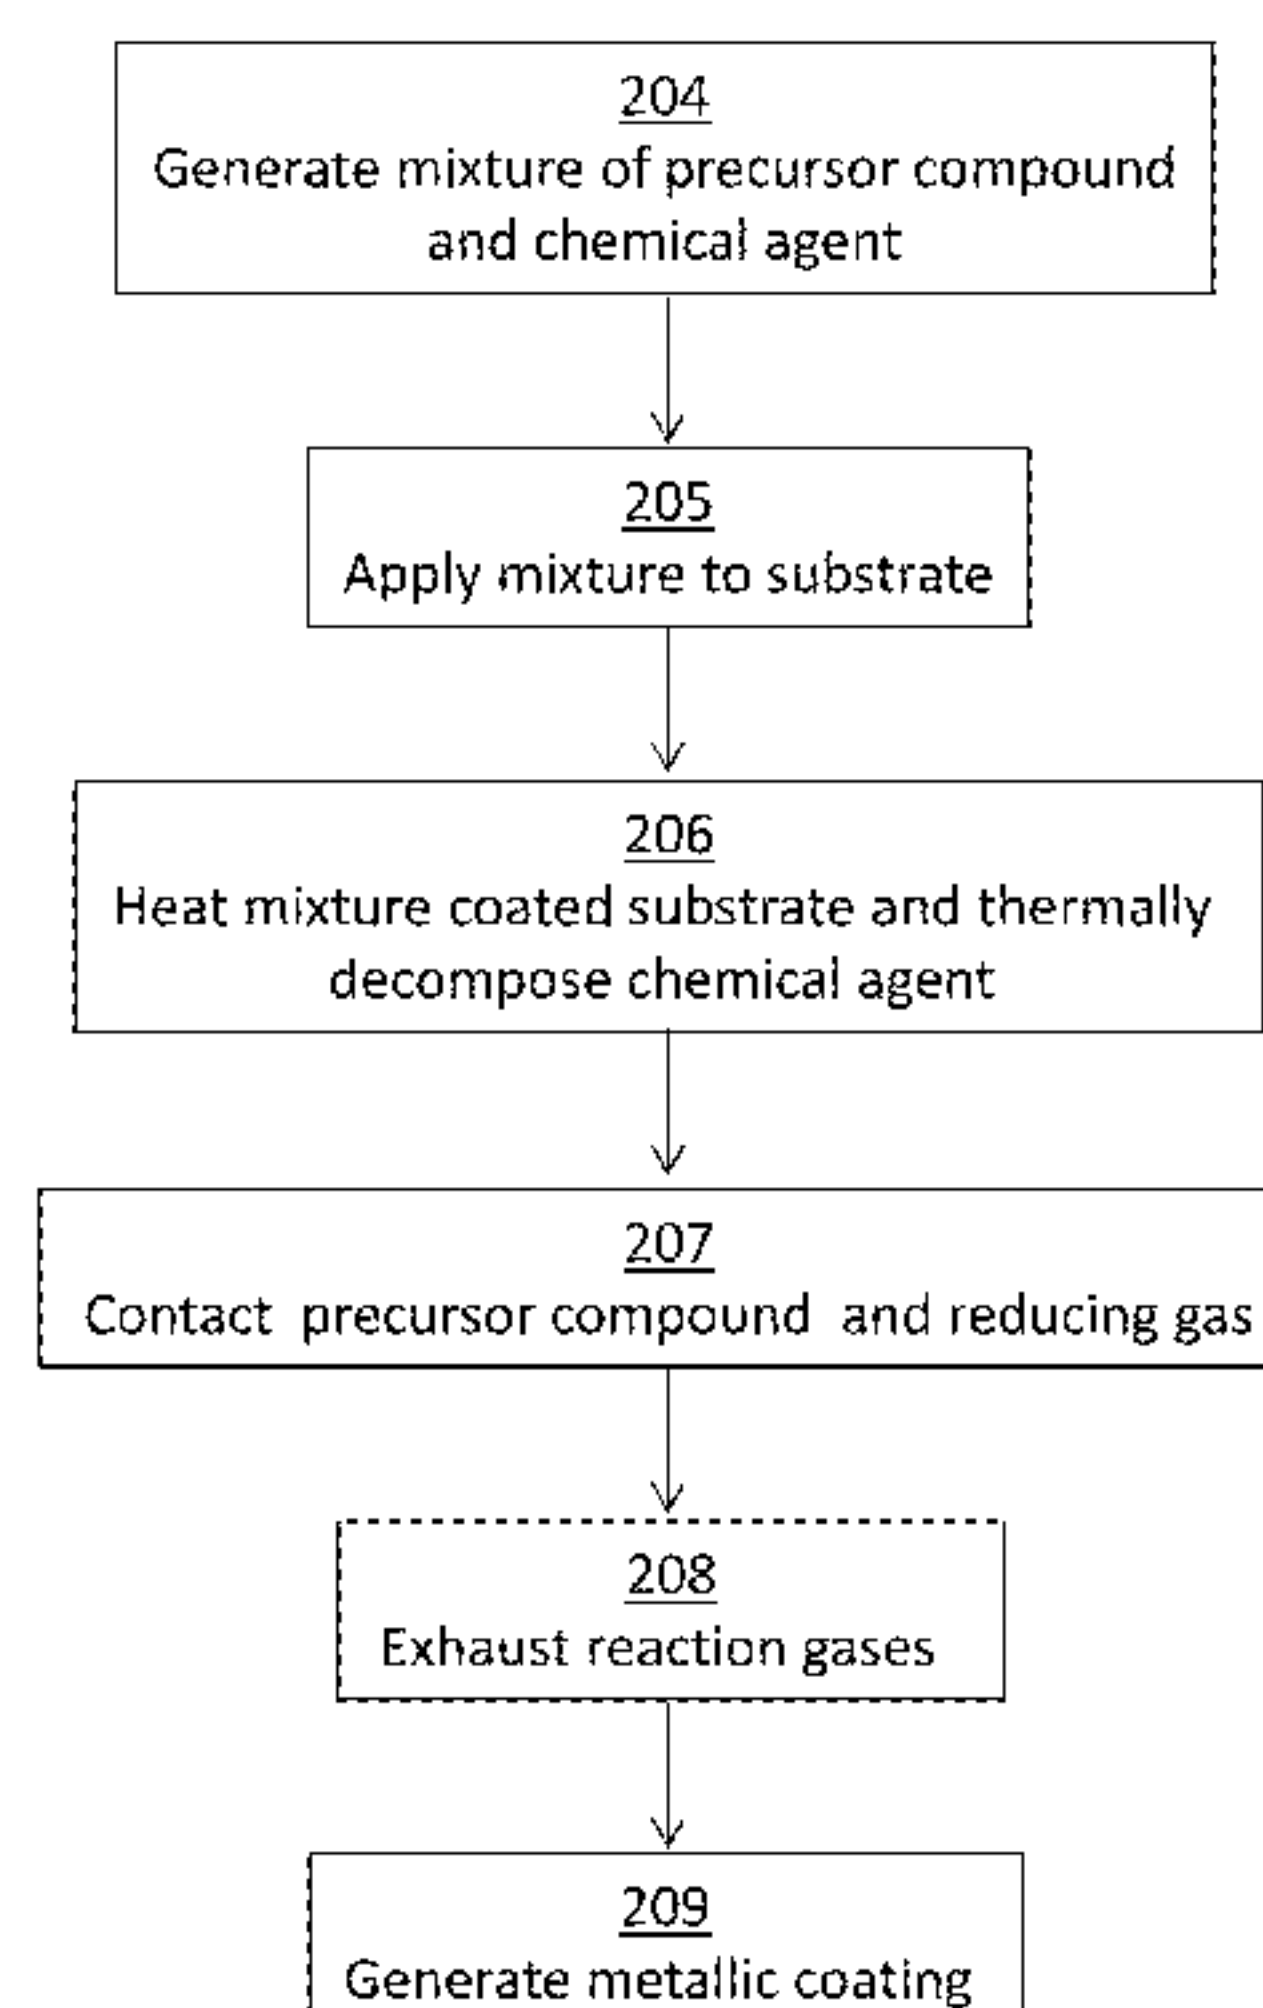 204
Generate mixture of precursor compound
and chemical agent
205
Apply mixture to substrate
206
Heat mixture coated substrate and thermally
decompose chemical agent
207
Contact precursor compound and reducing gas
208
Exhaust reaction gases
209
Generate metallic coating